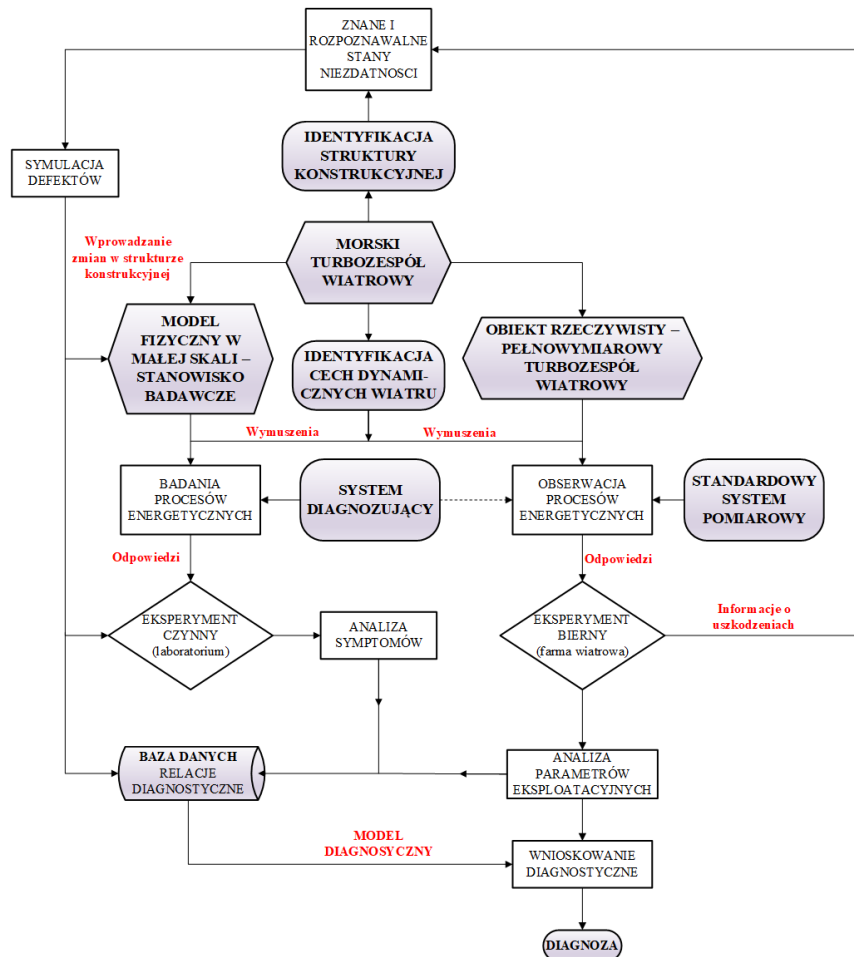 ZNANE I
ROZPOZNAWALNE
STANY
NIEZDATNOSCI
IDENTYFIKACJA
STRUKTURY
KONSTRUKCYJNEJ
SYMULACJA
DEFEKTÓW
Wprowadzanie
zmian w strukturze
konstrukcyjnej
MORSKI
TURBOZESPÓŁ
WIATROWY
MODEL
FIZYCZNY W
MAŁEJ SKALI –
STANOWISKO
BADAWCZE
IDENTYFIKACJA
CECH DYNAMI-
CZNYCH WIATRU
OBIEKT RZECZYWISTY –
PEŁNOWYMIAROWY
TURBOZESPÓŁ
WIATROWY
Wymuszenia
Wymuszenia
BADANIA
PROCESÓW
ENERGETYCZNYCH
SYSTEM
DIAGNOZUJĄCY
OBSERWACJA
PROCESÓW
ENERGETYCZNYCH
STANDARDOWY
SYSTEM
POMIAROWY
Odpowiedzi
Odpowiedzi
EKSPERYMENT
CZYNNY
(laboratorium)
ANALIZA
SYMPTOMÓW
EKSPERYMENT
BIERNY
(farma wiatrowa)
Informacje o
uszkodzeniach
BAZA DANYCH
RELACJE
DIAGNOSTYCZNE
ANALIZA
PARAMETRÓW
EKSPLOATACYJNYCH
MODEL
DIAGNOSYCZNY
WNIOSKOWANIE
DIAGNOSTYCZNE
DIAGNOZA